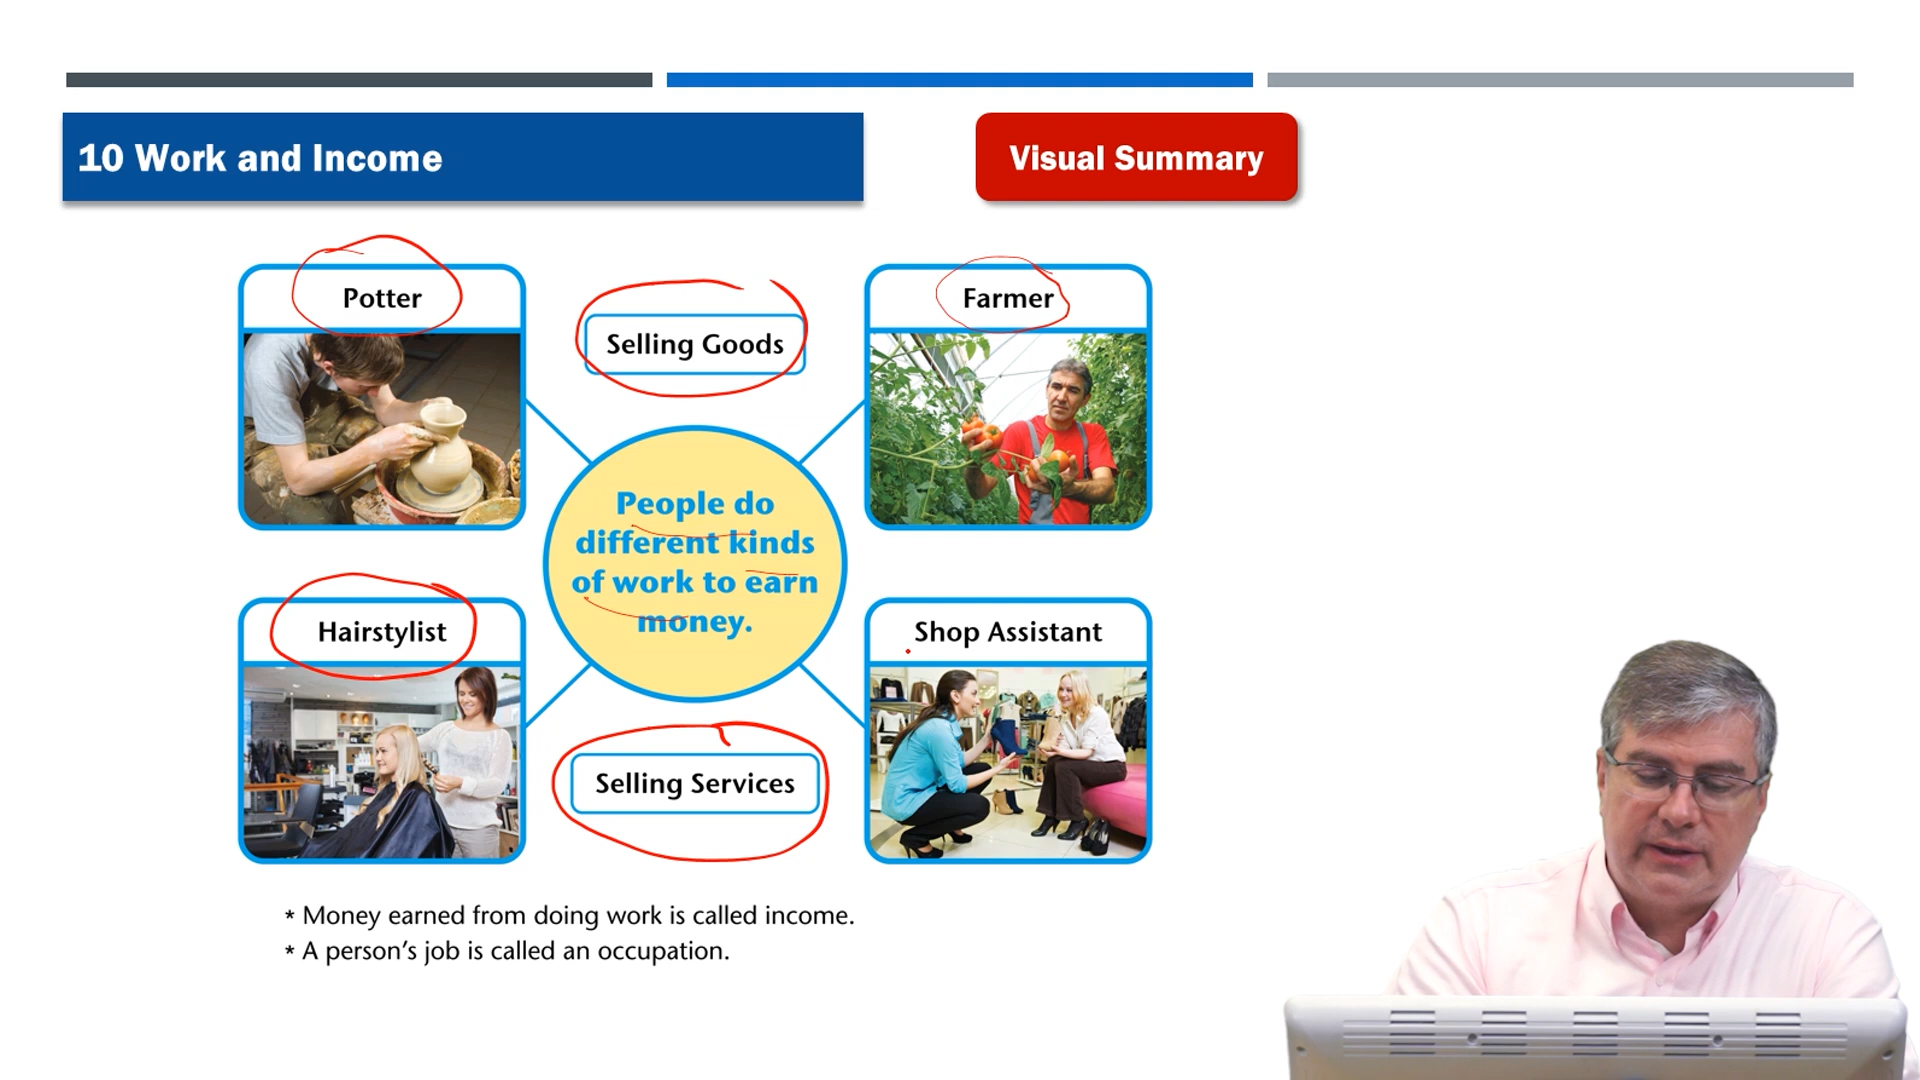 10 Work and Income
Visual Summary
Potter
Selling Goods
Farmer
People do
different kinds
of work to earn
money.
Hairstylist
Shop Assistant
Selling Services
* Money earned from doing work is called income.
* A person’s job is called an occupation.